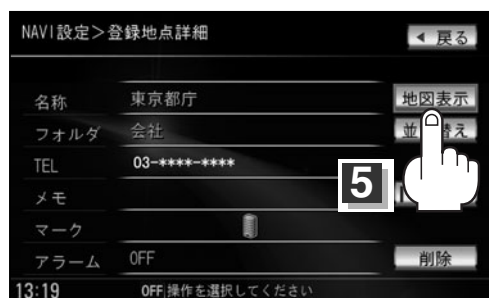 NAVI設定>登録地点詳細
◀ 戻る
名称 東京都庁 地図表示
フォルダ 会社
TEL 03-****-****
5
メモ
マーク
アラーム OFF 削除
13:19 OFF 操作を選択してください